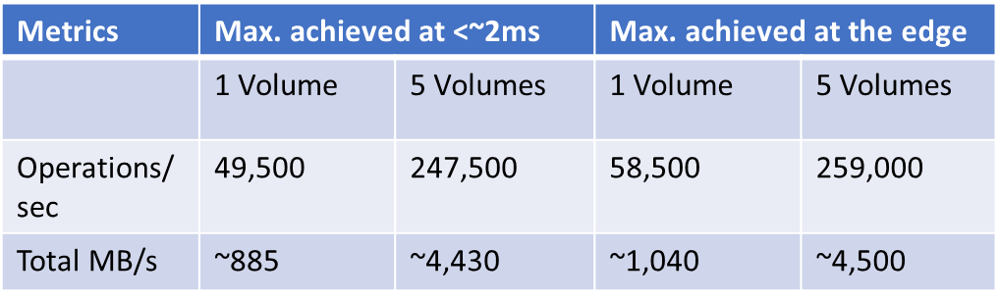 Metrics Max. achieved at <~2ms Max. achieved at the edge
1 Volume 5 Volumes 1 Volume 5 Volumes
Operations/ 49,500 247,500 58,500 259,000
sec
Total MB/s ~885 ~4,430 ~1,040 ~4,500